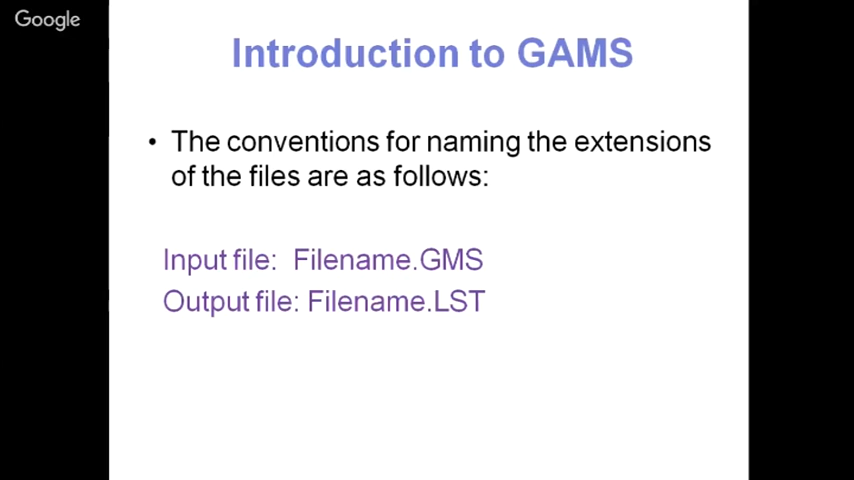 Google
Introduction to GAMS
• The conventions for naming the extensions
of the files are as follows:
Input file: Filename.GMS
Output file: Filename.LST